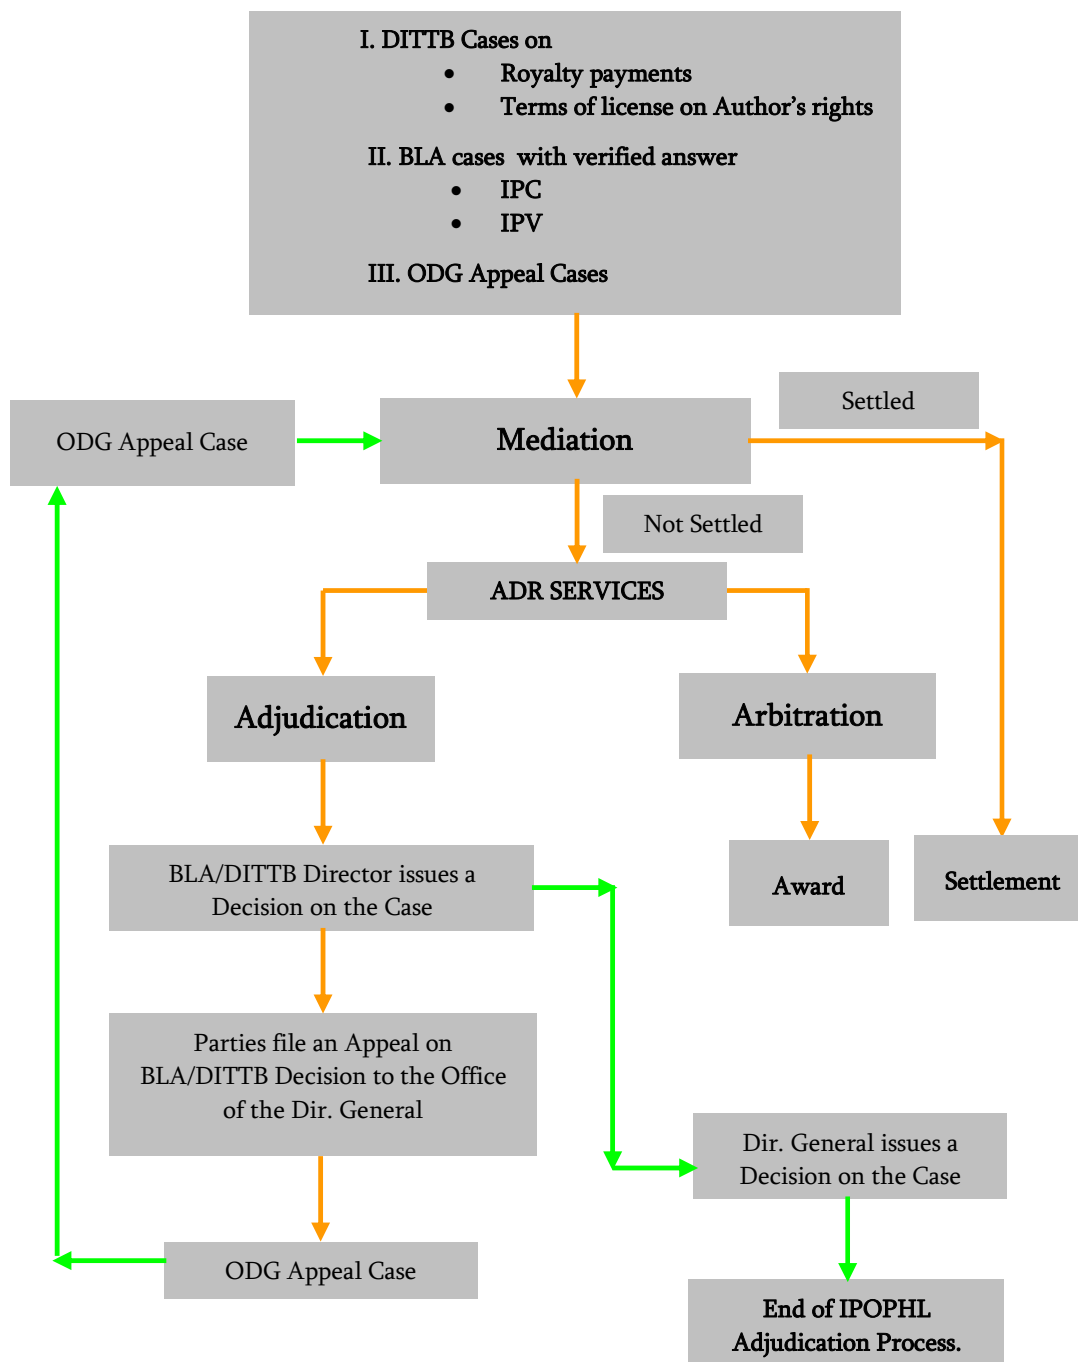 I. DITTB Cases on
• Royalty payments
• Terms of license on Author's rights
II. BLA cases with verified answer
• IPC
• IPV
III. ODG Appeal Cases
Settled
ODG Appeal Case
Mediation
Not Settled
ADR SERVICES
Adjudication
Arbitration
BLA/DITTB Director issues a
Decision on the Case
Award
Settlement
Parties file an Appeal on
BLA/DITTB Decision to the Office
of the Dir. General
Dir. General issues a
Decision on the Case
ODG Appeal Case
End of IPOPHL
Adjudication Process.